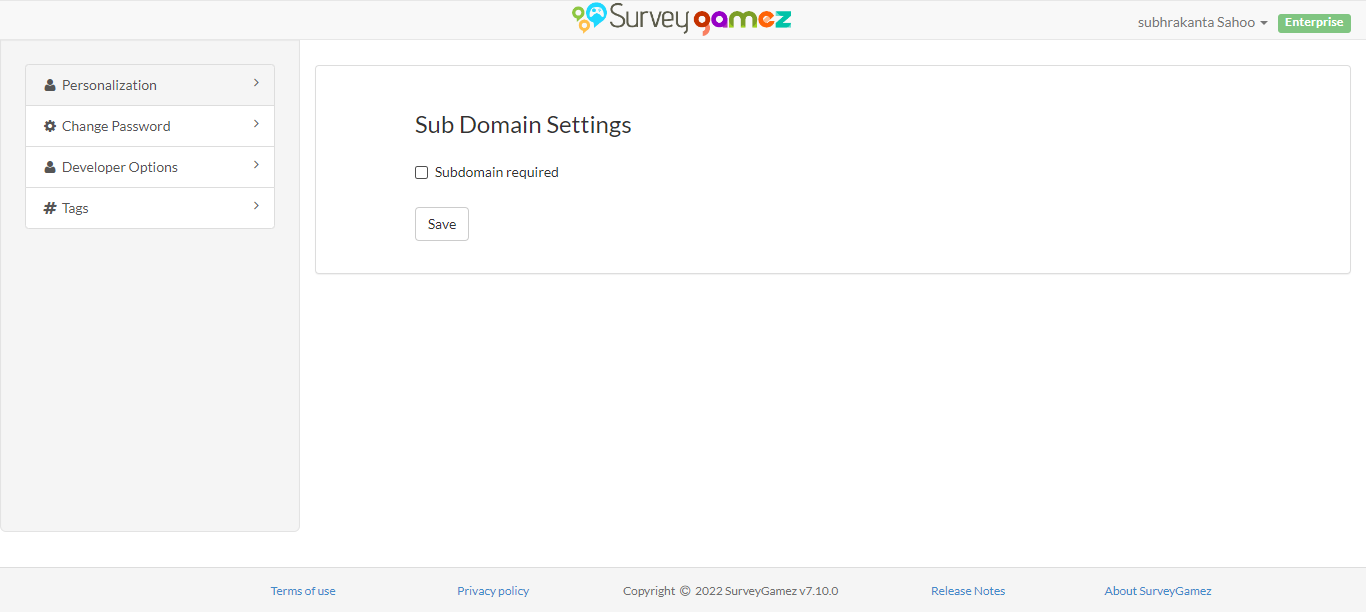 Survey gamez
subhrakanta Sahoo
Enterprise
Personalization
Change Password
Developer Options
Tags
Sub Domain Settings
Subdomain required
Save
Terms of use
Privacy policy
Copyright © 2022 SurveyGamez v7.10.0
Release Notes
About SurveyGamez